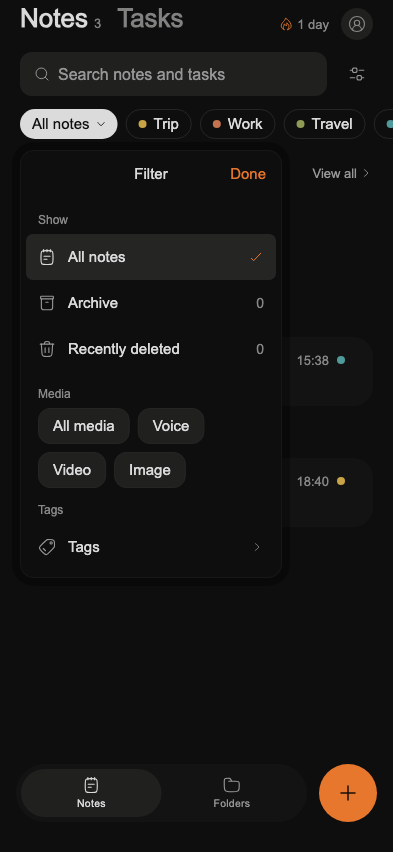 Notes 3 Tasks 1 day
Search notes and tasks
All notes Trip Work Travel
Filter Done View all
Show
All notes
Archive 0
Recently deleted 0
15:38
Media
All media Voice
Video Image
18:40
Tags
Tags
Notes Folders